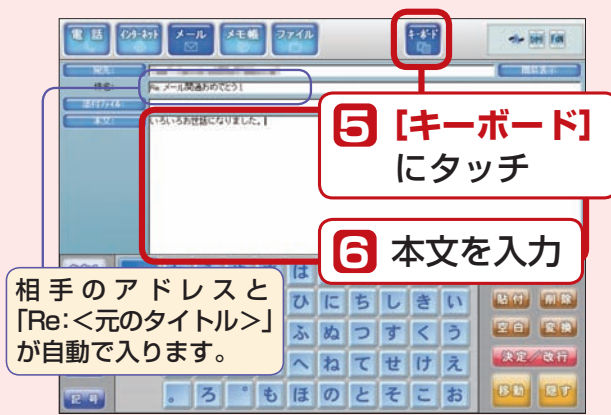 電話 インターネット メール メモ帳 ファイル キーボード
宛先:
件名: Re: メール開通おめでとう!
添付ファイル:
本文: いろいろお世話になりました。
5 [キーボード]
にタッチ
6 本文を入力
相手のアドレスと
「Re:<元のタイトル>」
が自動で入ります。
は
ひ に ち し き い
ふ ぬ つ す く う
へ ね て せ け え
。 ろ ゜ も ほ の と そ こ お
貼付 削除
空白 変換
決定/改行
記号
移動 隠す